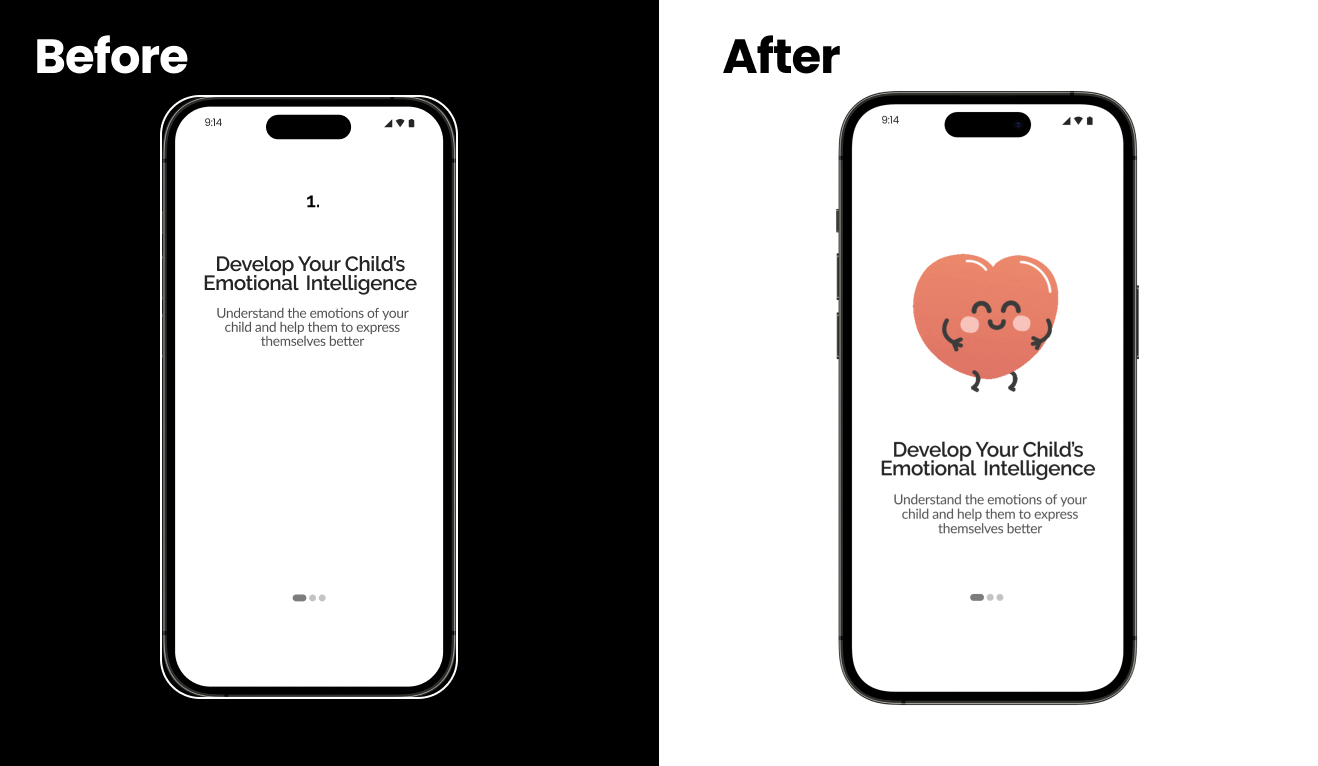 Before
9:14
1.
Develop Your Child's
Emotional Intelligence
Understand the emotions of your
child and help them to express
themselves better
After
9:14
Develop Your Child's
Emotional Intelligence
Understand the emotions of your
child and help them to express
themselves better